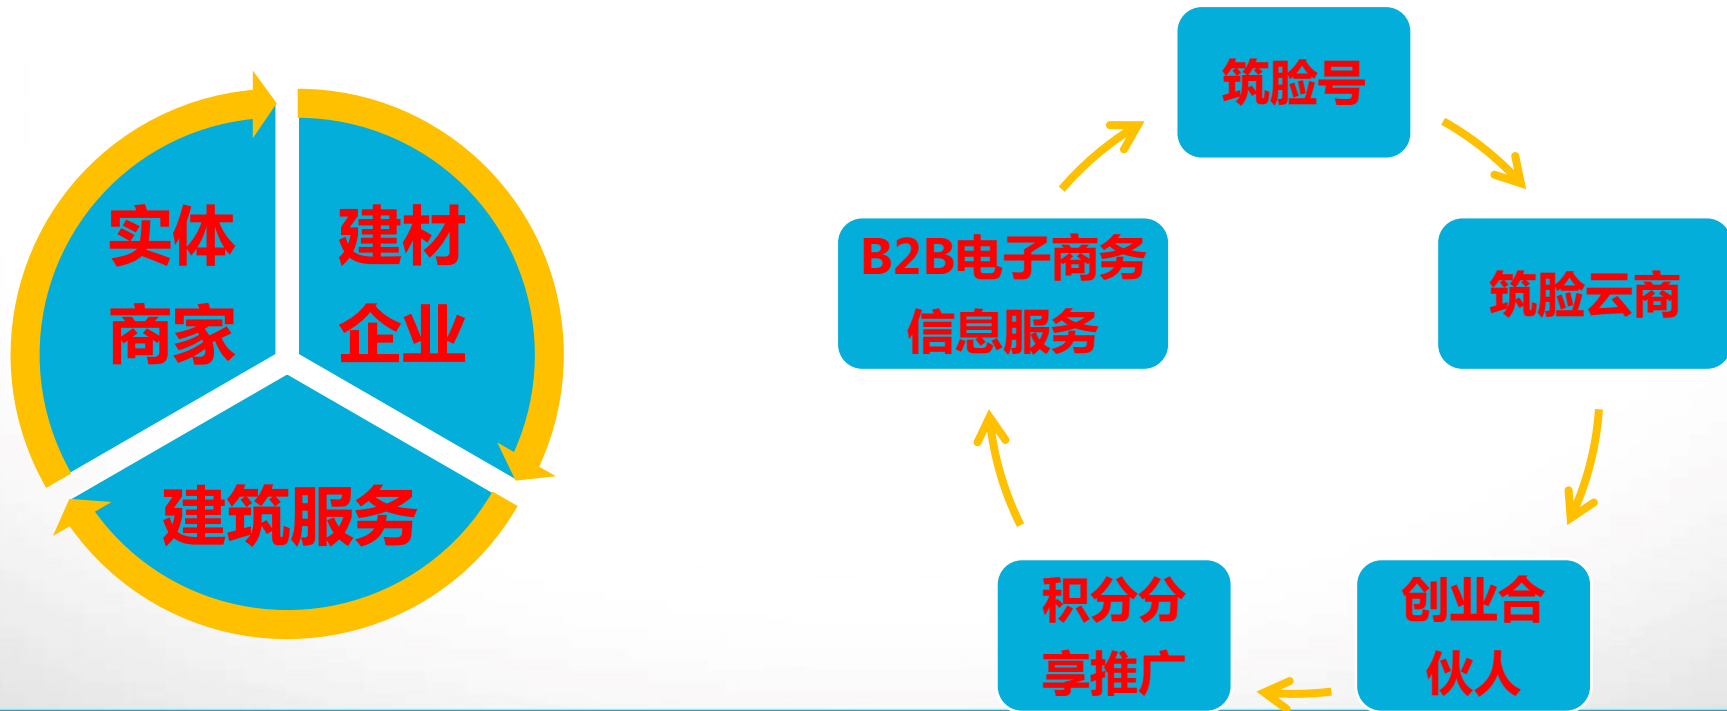 实体
商家
建材
企业
建筑服务
筑脸号
筑脸云商
创业合
伙人
积分分
享推广
B2B电子商务
信息服务